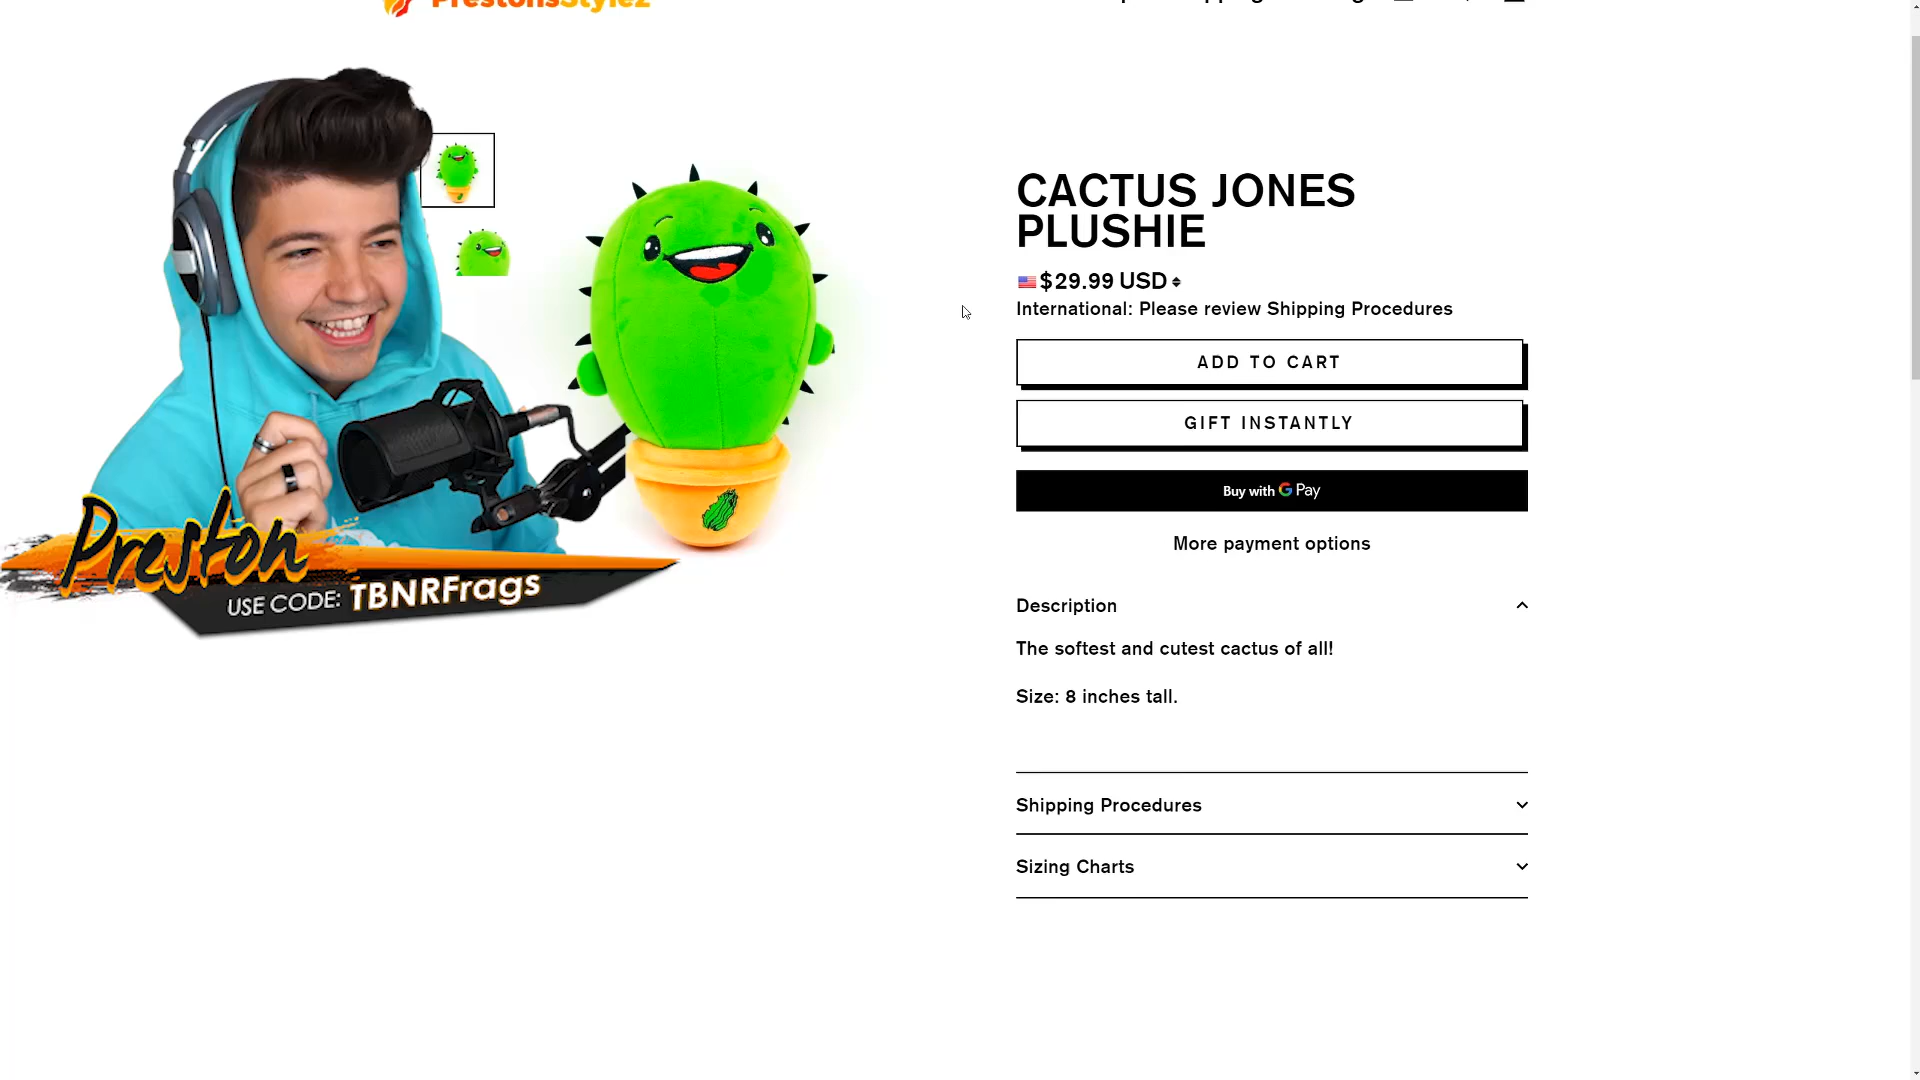 PrestonsStylez
CACTUS JONES
PLUSHIE
$29.99 USD
International: Please review Shipping Procedures
ADD TO CART
GIFT INSTANTLY
Buy with G Pay
More payment options
Preston
USE CODE: TBNRFrags
Description
The softest and cutest cactus of all!
Size: 8 inches tall.
Shipping Procedures
Sizing Charts